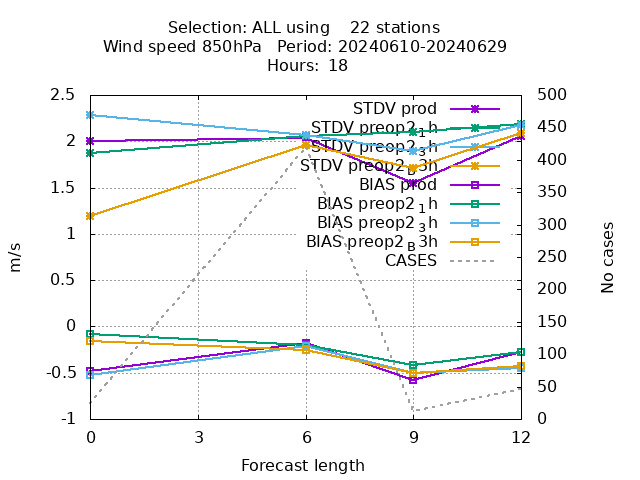 Selection: ALL using    22 stations
Wind speed 850hPa   Period: 20240610-20240629
Hours: 18
2.5
2
1.5
1
0.5
0
-0.5
-1
m/s
STDV prod
STDV preop2_1h
STDV preop2_3h
STDV preop2_B3h
BIAS prod
BIAS preop2_1h
BIAS preop2_3h
BIAS preop2_B3h
CASES
500
450
400
350
300
250
200
150
100
50
0
No cases
0 3 6 9 12
Forecast length